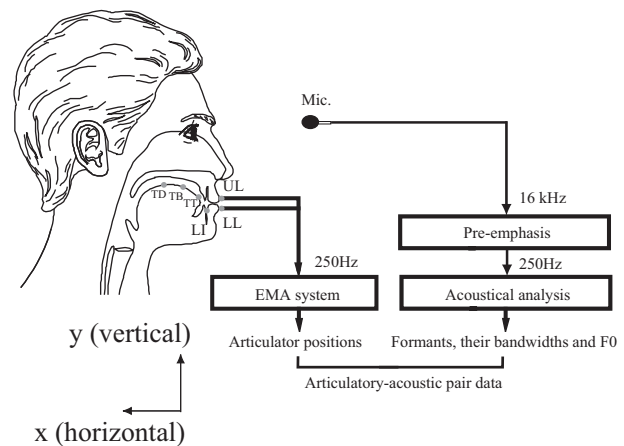 Mic.
UL
TD TB TT
LI LL
16 kHz
Pre-emphasis
250Hz 250Hz
EMA system Acoustical analysis
y (vertical) Articulator positions Formants, their bandwidths and F0
Articulatory-acoustic pair data
x (horizontal)